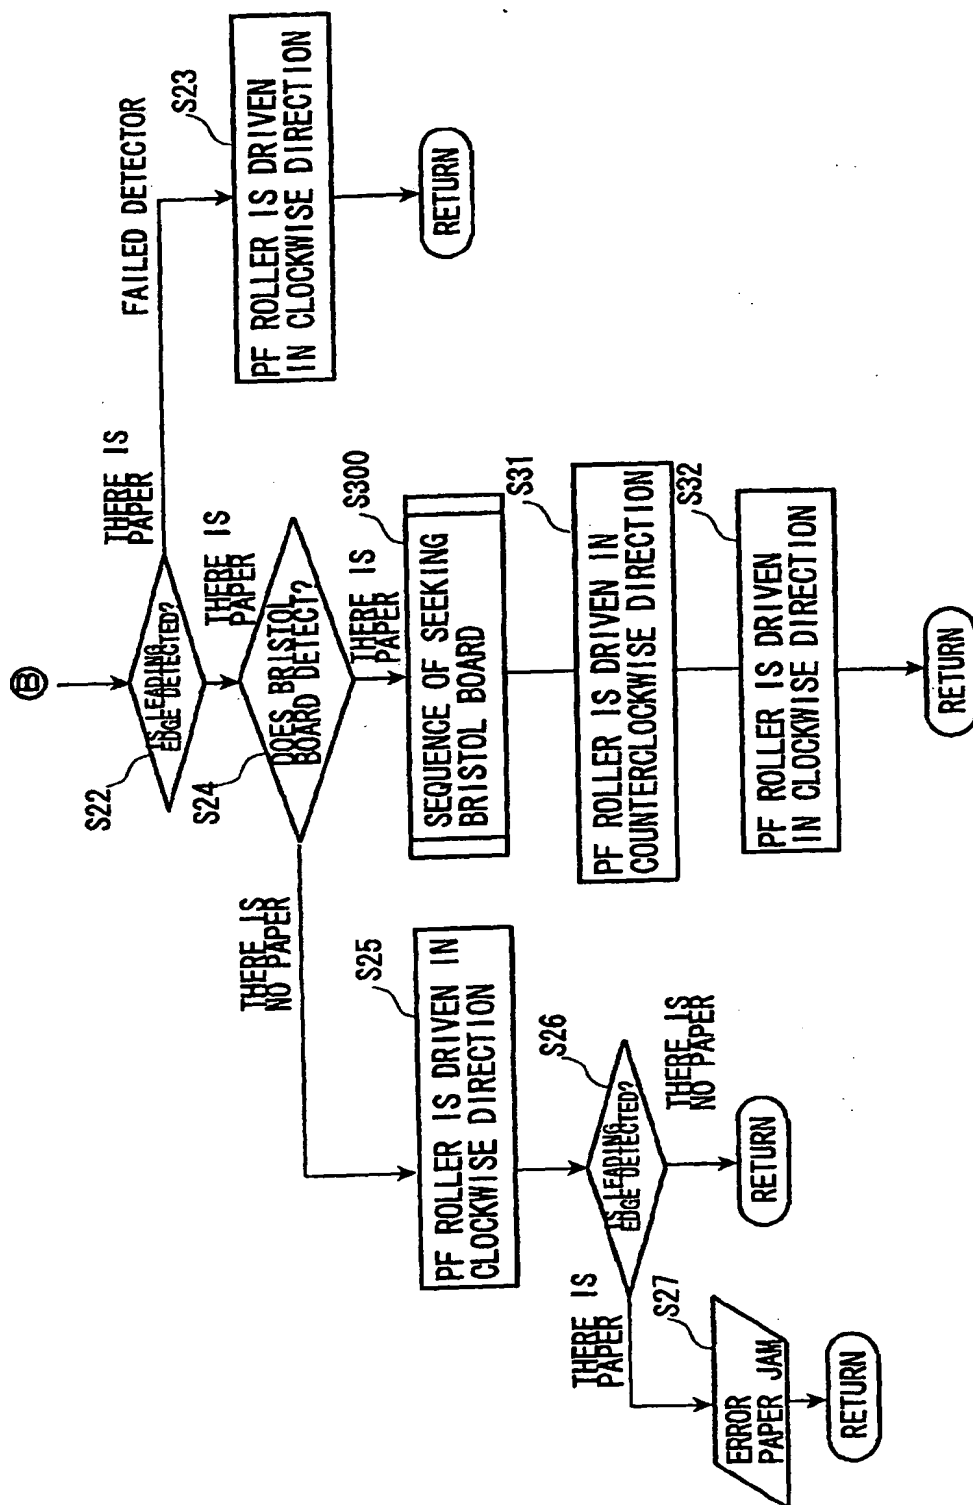 B
S22
IS LEADING
EDGE DETECTED?
THERE IS
PAPER
FAILED DETECTOR
S23
PF ROLLER IS DRIVEN
IN CLOCKWISE DIRECTION
RETURN
THERE IS
PAPER
S24
DOES BRISTOL
BOARD DETECT?
THERE IS
PAPER
S300
SEQUENCE OF SEEKING
BRISTOL BOARD
S31
PF ROLLER IS DRIVEN IN
COUNTERCLOCKWISE DIRECTION
S32
PF ROLLER IS DRIVEN
IN CLOCKWISE DIRECTION
RETURN
THERE IS
NO PAPER
S25
PF ROLLER IS DRIVEN IN
CLOCKWISE DIRECTION
S26
IS LEADING
EDGE DETECTED?
THERE IS
NO PAPER
RETURN
THERE IS
PAPER
S27
ERROR
PAPER JAM
RETURN